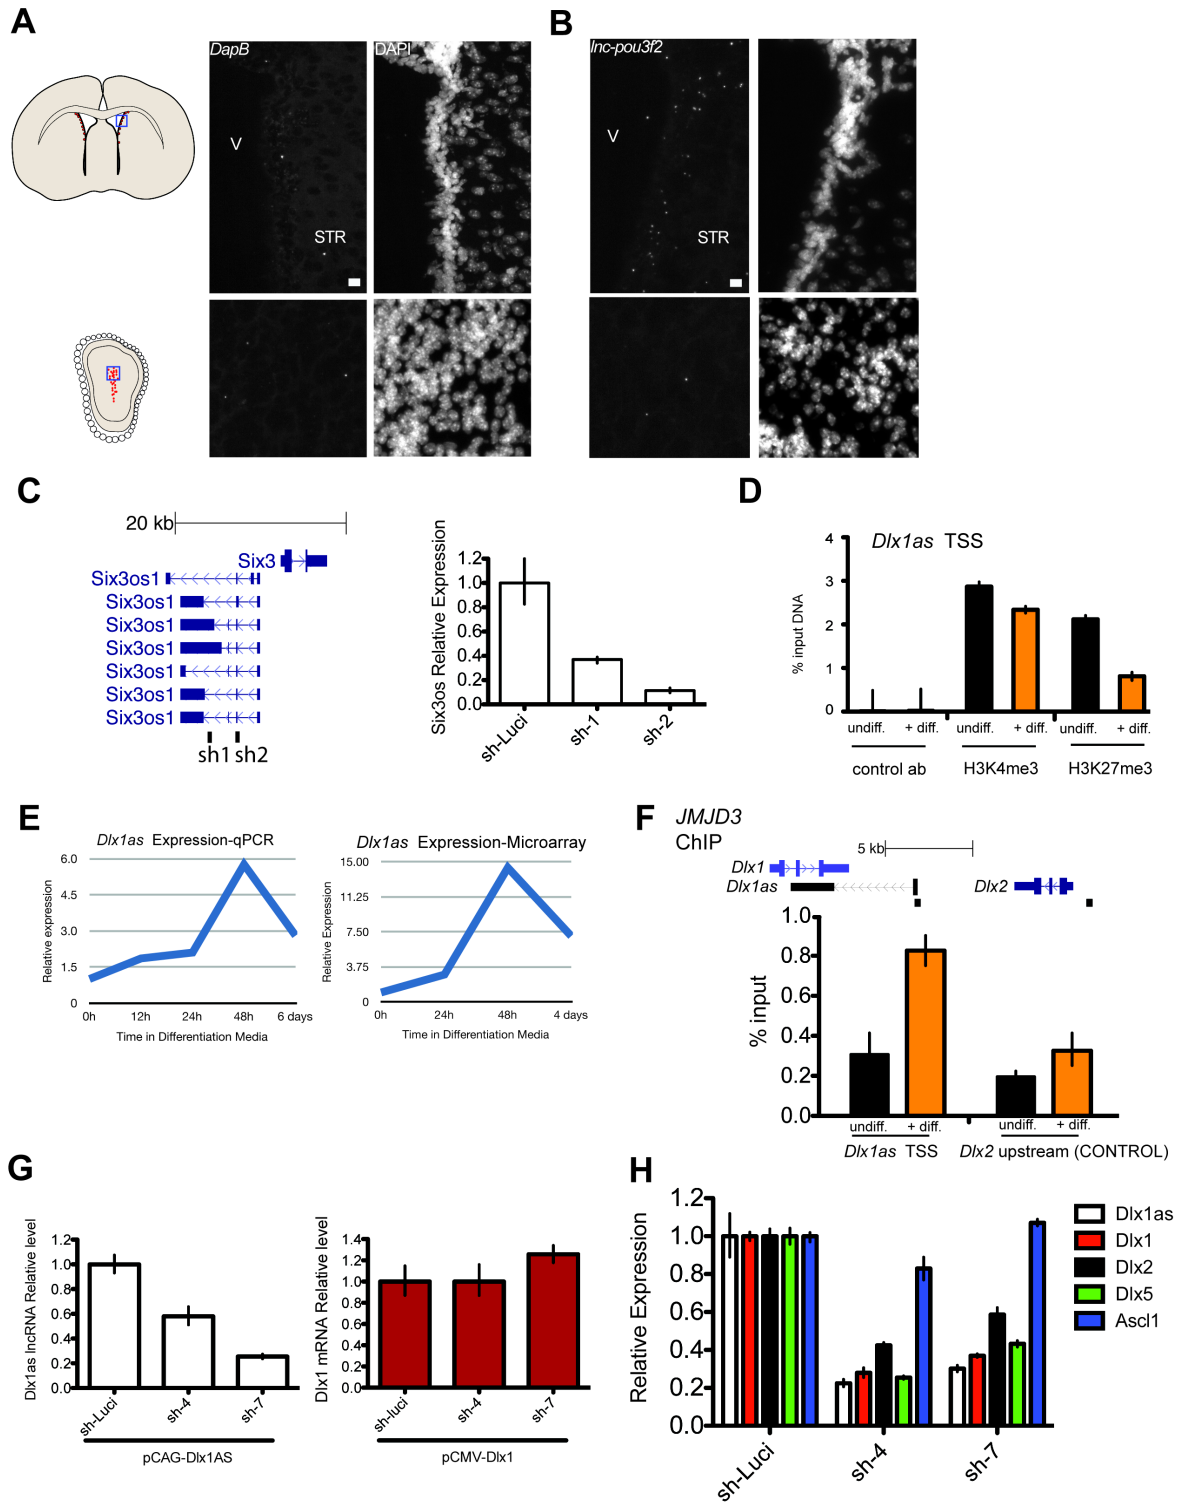 A
DapB
DAPI
V
STR
B
lnc-pou3f2
V
STR
C
20 kb
Six3
Six3os1
Six3os1
Six3os1
Six3os1
Six3os1
Six3os1
Six3os1
sh1 sh2
Six3os Relative Expression
1.2
1.0
0.8
0.6
0.4
0.2
0.0
sh-Luci
sh-1
sh-2
D
Dlx1as TSS
% input DNA
4
3
2
1
0
undiff. + diff. undiff. + diff. undiff. + diff.
control ab H3K4me3 H3K27me3
E
Dlx1as Expression-qPCR
Relative expression
6.0
4.5
3.0
1.5
0
0h 12h 24h 48h 6 days
Time in Differentiation Media
Dlx1as Expression-Microarray
Relative Expression
15.00
11.25
7.50
3.75
0
0h 24h 48h 4 days
Time in Differentiation Media
F
JMJD3
ChIP
5 kb
Dlx1
Dlx1as
Dlx2
% input
1.0
0.8
0.6
0.4
0.2
0.0
undiff. + diff. undiff. + diff.
Dlx1as TSS Dlx2 upstream (CONTROL)
G
Dlx1as lncRNA Relative level
1.2
1.0
0.8
0.6
0.4
0.2
0.0
sh-Luci
sh-4
sh-7
pCAG-Dlx1AS
Dlx1 mRNA Relative level
1.4
1.2
1.0
0.8
0.6
0.4
0.2
0.0
sh-luci
sh-4
sh-7
pCMV-Dlx1
H
Relative Expression
1.2
1.0
0.8
0.6
0.4
0.2
0.0
sh-Luci
sh-4
sh-7
Dlx1as
Dlx1
Dlx2
Dlx5
Ascl1